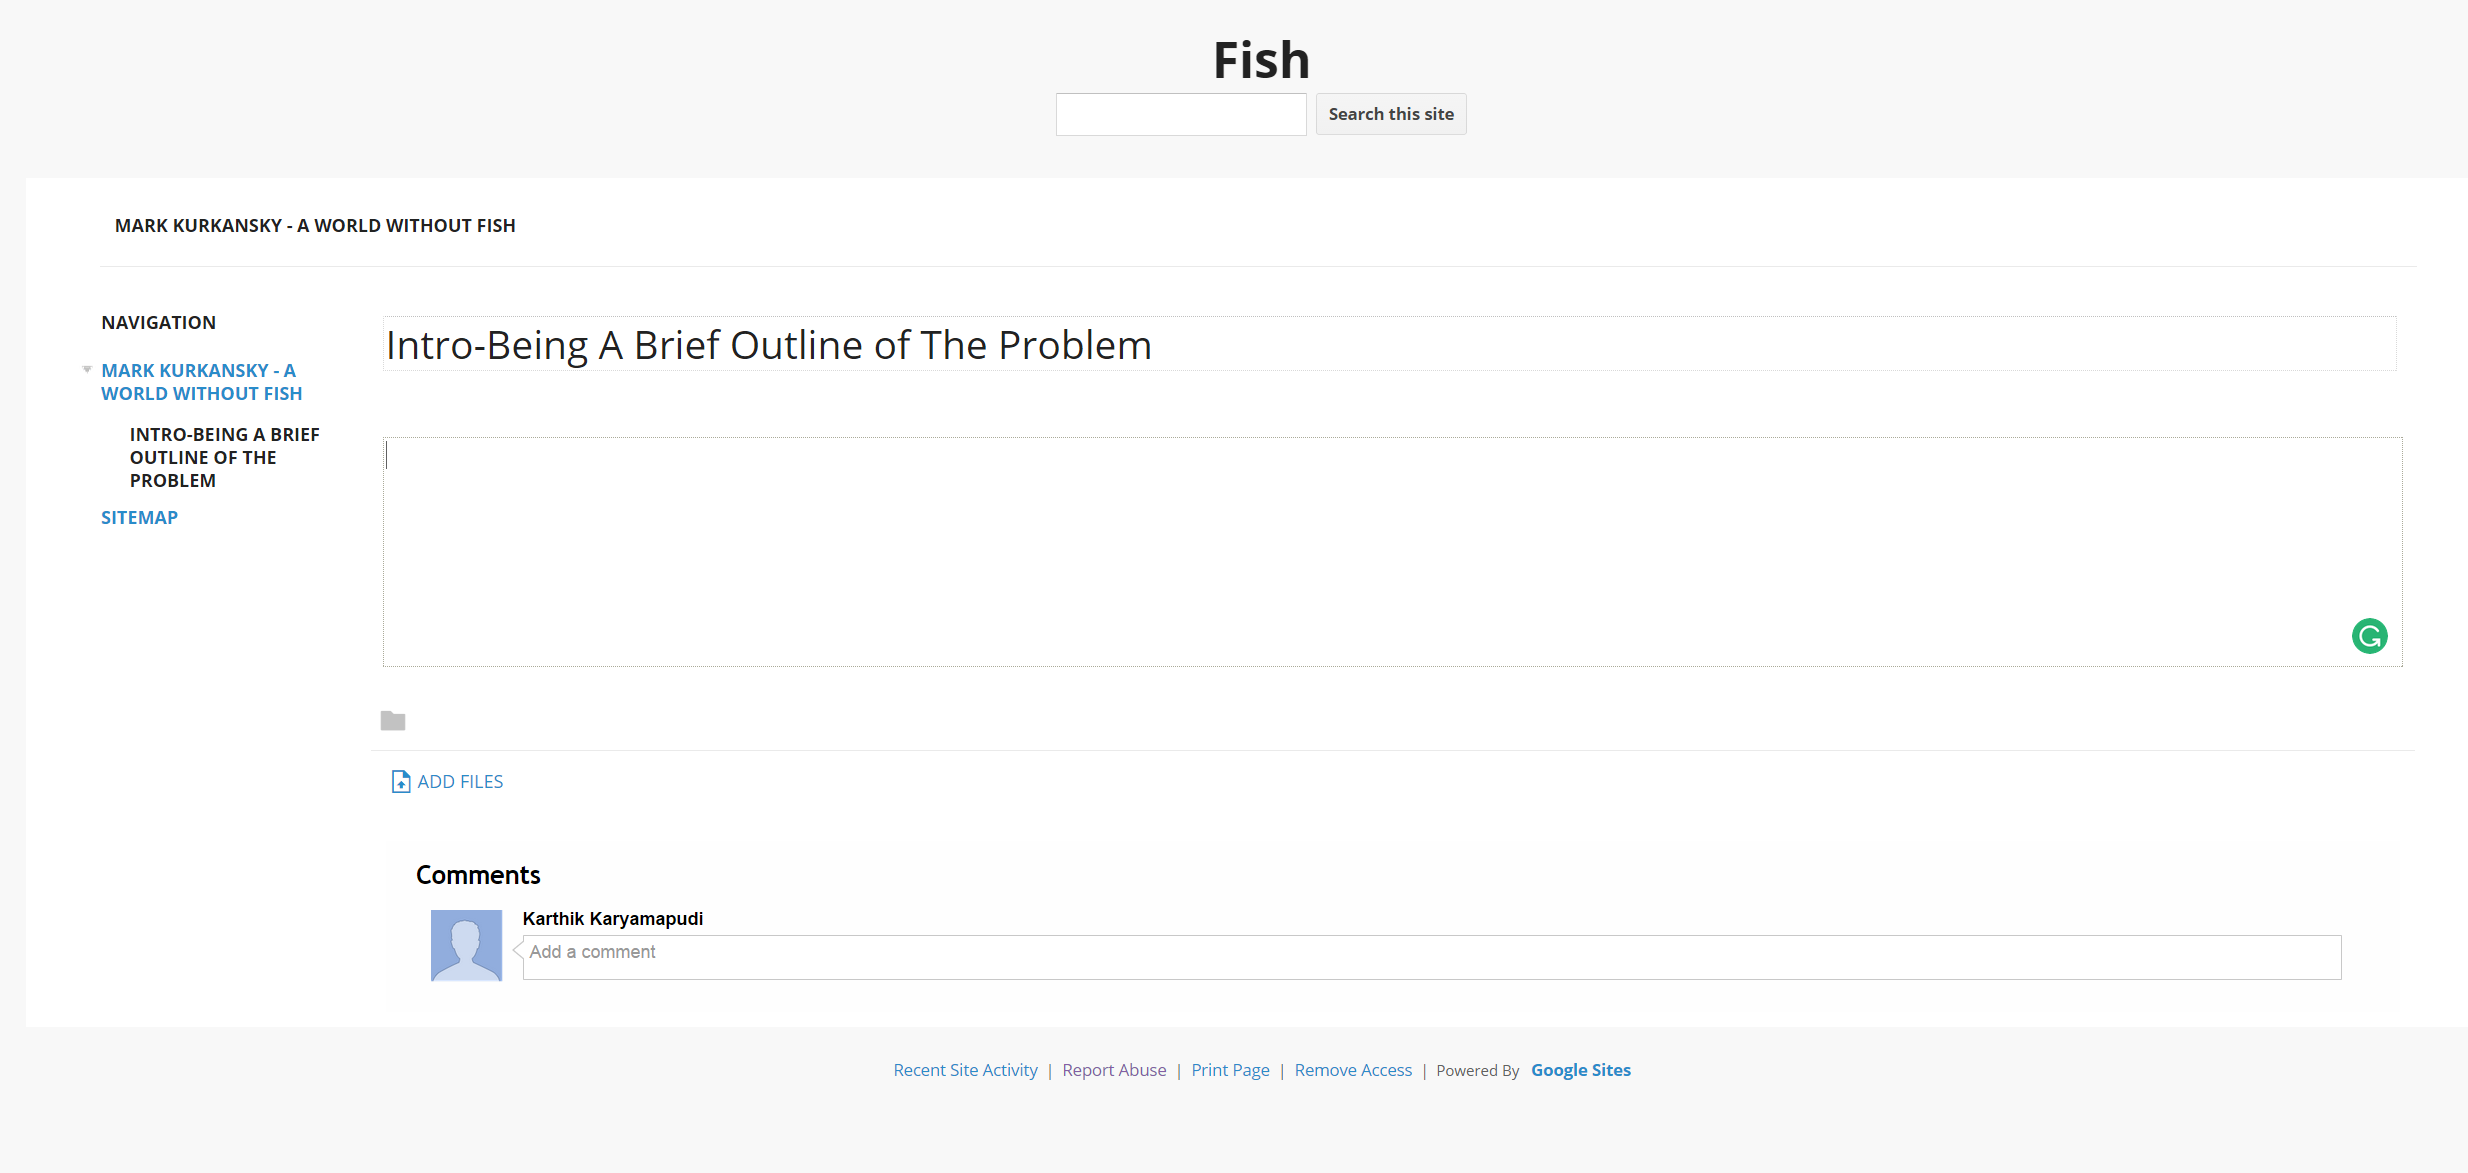 Fish
Search this site
MARK KURKANSKY - A WORLD WITHOUT FISH
NAVIGATION
MARK KURKANSKY - A
WORLD WITHOUT FISH
INTRO-BEING A BRIEF
OUTLINE OF THE
PROBLEM
SITEMAP
Intro-Being A Brief Outline of The Problem
ADD FILES
Comments
Karthik Karyamapudi
Add a comment
Recent Site Activity | Report Abuse | Print Page | Remove Access | Powered By Google Sites